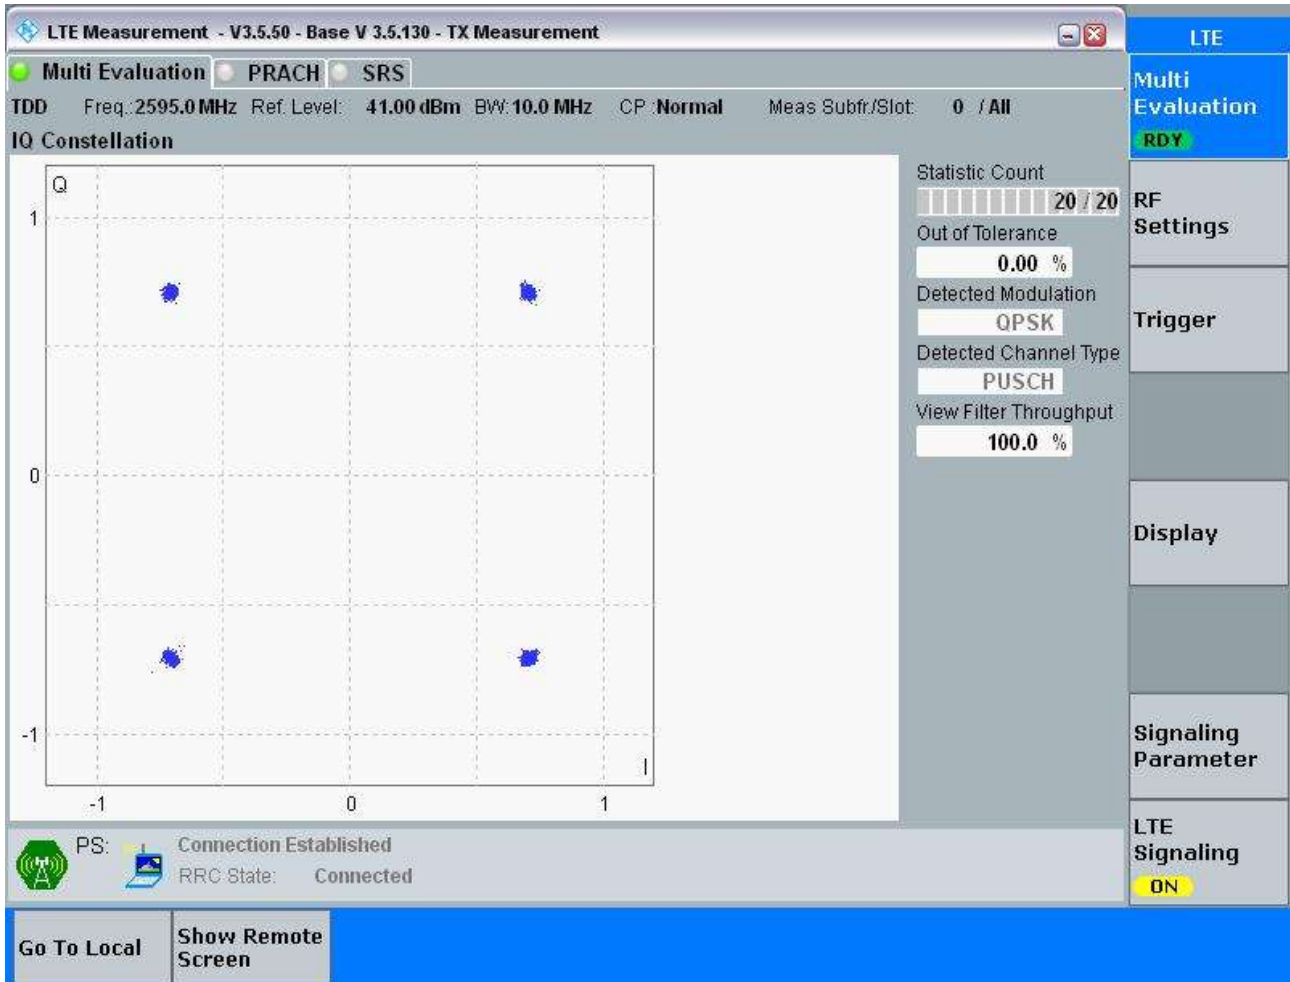 LTE Measurement - V3.5.50 - Base V 3.5.130 - TX Measurement
LTE
Multi Evaluation PRACH SRS
Multi
Evaluation
RDY
TDD Freq.:2595.0 MHz Ref. Level: 41.00 dBm BW:10.0 MHz CP :Normal Meas Subfr./Slot: 0 / All
IQ Constellation
Statistic Count
20 / 20
Out of Tolerance
0.00 %
Detected Modulation
QPSK
Detected Channel Type
PUSCH
View Filter Throughput
100.0 %
Q
1
0
-1
I
-1 0 1
RF
Settings
Trigger
Display
Signaling
Parameter
LTE
Signaling
ON
PS: Connection Established
RRC State: Connected
Go To Local
Show Remote
Screen